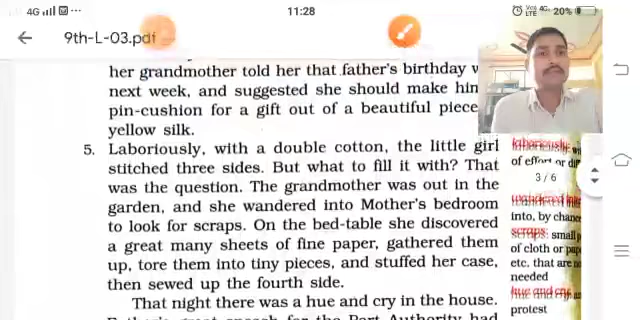 4G 11:28 Vo) 4G LTE 20%
9th-L-03.pdf
her grandmother told her that father's birthday
next week, and suggested she should make
pin-cushion for a gift out of a beautiful piece
yellow silk.
5. Laboriously, with a double cotton, the little girl
stitched three sides. But what to fill it with? That
was the question. The grandmother was out in the
garden, and she wandered into Mother's bedroom
to look for scraps. On the bed-table she discovered
a great many sheets of fine paper, gathered them
up, tore them into tiny pieces, and stuffed her case,
then sewed up the fourth side.
That night there was a hue and cry in the house.
laboriously:
of effort or
3 / 6
wandered
into, by
scraps: small
of cloth or
etc. that are
needed
hue and cry
protest